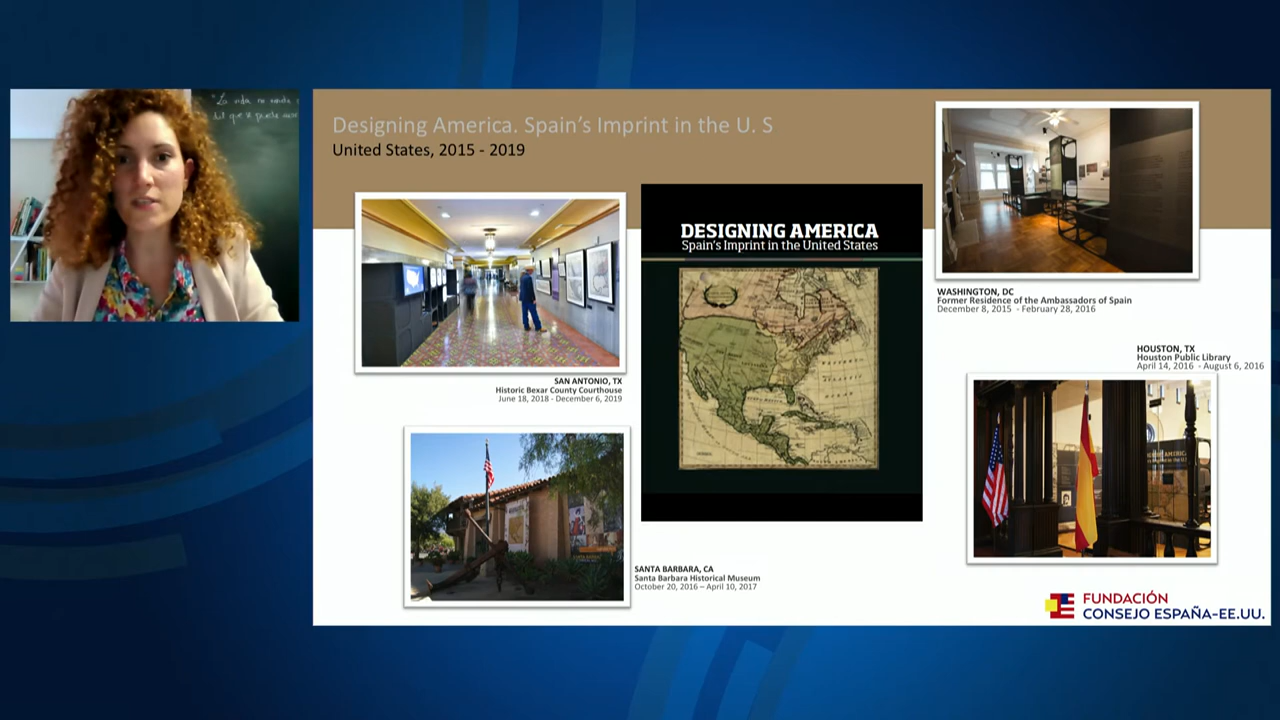 "La vida no
del que se puede
Designing America. Spain's Imprint in the U. S
United States, 2015 - 2019
SAN ANTONIO, TX
Historic Bexar County Courthouse
June 18, 2018 - December 6, 2019
DESIGNING AMERICA
Spain's Imprint in the United States
WASHINGTON, DC
Former Residence of the Ambassadors of Spain
December 8, 2015 - February 28, 2016
HOUSTON, TX
Houston Public Library
April 14, 2016 - August 6, 2016
SANTA BARBARA, CA
Santa Barbara Historical Museum
October 20, 2016 – April 10, 2017
FUNDACIÓN
CONSEJO ESPAÑA-EE.UU.